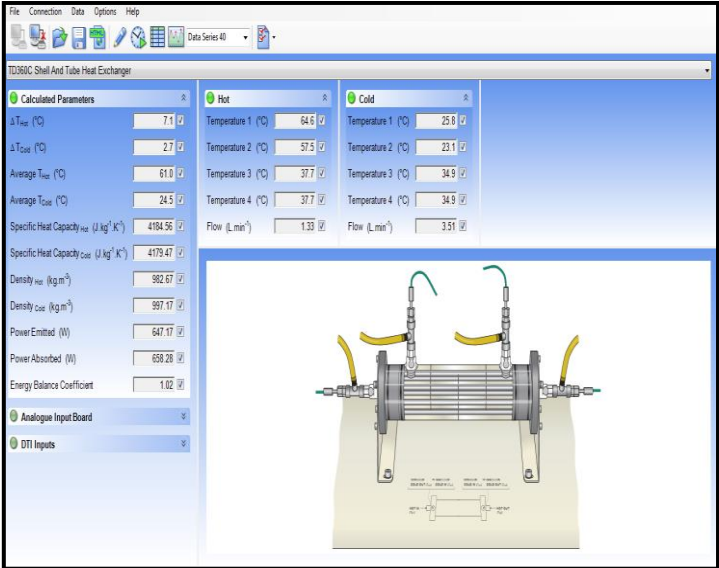 File Connection Data Options Help
Data Series 40
TD360C Shell And Tube Heat Exchanger
Calculated Parameters
ΔT Hot (°C) 7.1
ΔT Cold (°C) 2.7
Average T Hot (°C) 61.0
Average T Cold (°C) 24.5
Specific Heat Capacity Hot (J.kg⁻¹.K⁻¹) 4184.56
Specific Heat Capacity Cold (J.kg⁻¹.K⁻¹) 4179.47
Density Hot (kg.m⁻³) 982.67
Density Cold (kg.m⁻³) 997.17
Power Emitted (W) 647.17
Power Absorbed (W) 658.28
Energy Balance Coefficient 1.02
Analogue Input Board
DTI Inputs
Hot
Temperature 1 (°C) 64.6
Temperature 2 (°C) 57.5
Temperature 3 (°C) 37.7
Temperature 4 (°C) 37.7
Flow (L.min⁻¹) 1.33
Cold
Temperature 1 (°C) 25.8
Temperature 2 (°C) 23.1
Temperature 3 (°C) 34.9
Temperature 4 (°C) 34.9
Flow (L.min⁻¹) 3.51